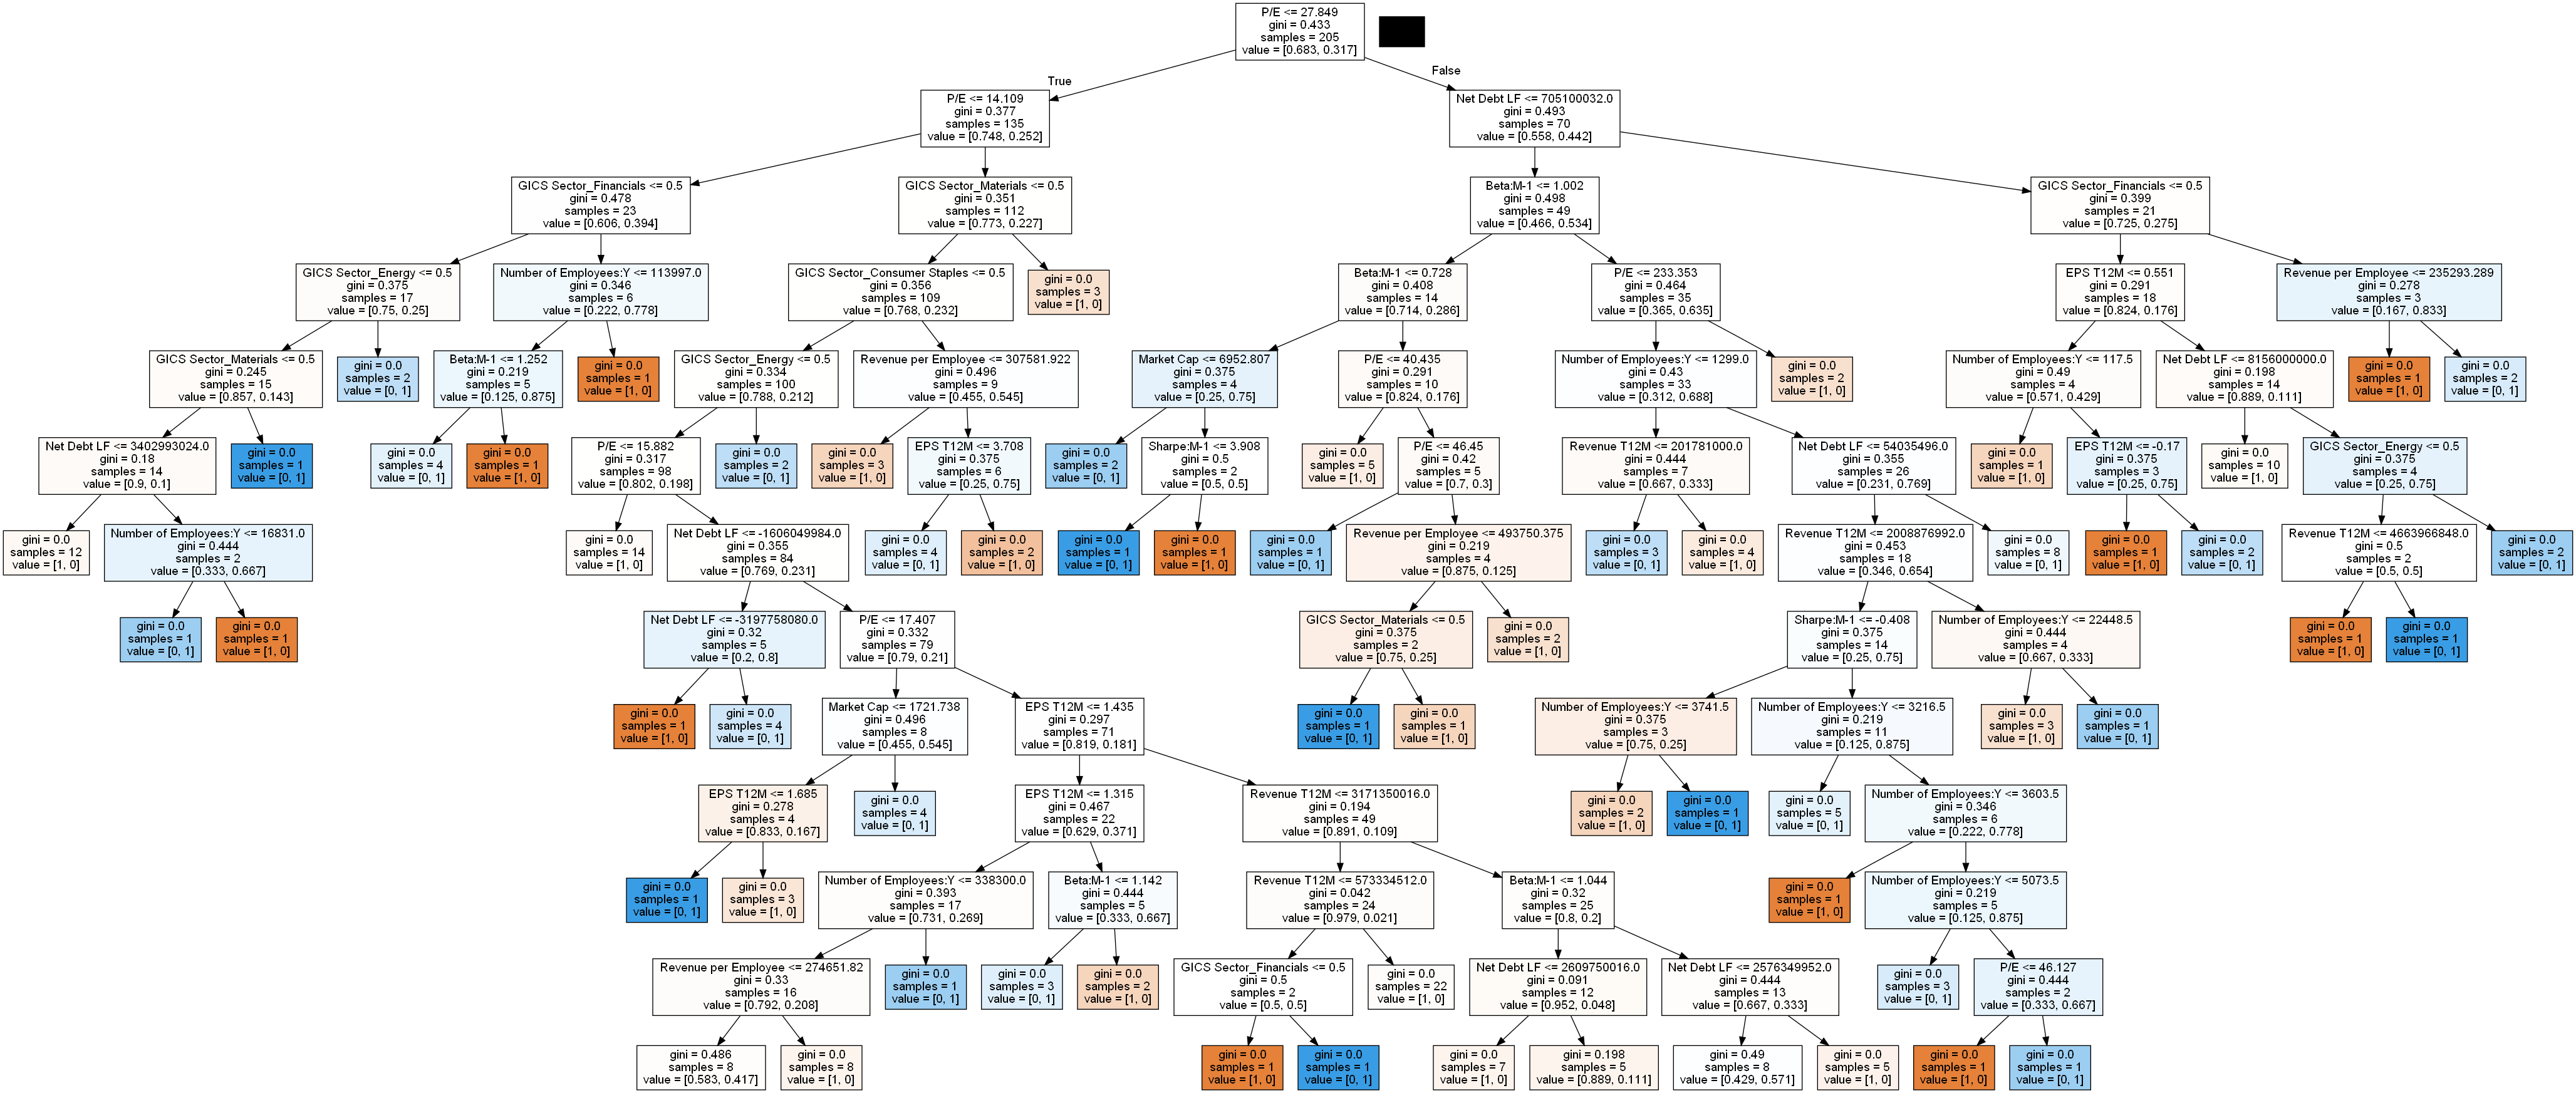 P/E <= 27.849
gini = 0.433
samples = 205
value = [0.683, 0.317]
True
False
P/E <= 14.109
gini = 0.377
samples = 135
value = [0.748, 0.252]
Net Debt LF <= 705100032.0
gini = 0.493
samples = 70
value = [0.558, 0.442]
GICS Sector_Financials <= 0.5
gini = 0.478
samples = 23
value = [0.606, 0.394]
GICS Sector_Materials <= 0.5
gini = 0.351
samples = 112
value = [0.773, 0.227]
Beta:M-1 <= 1.002
gini = 0.498
samples = 49
value = [0.466, 0.534]
GICS Sector_Financials <= 0.5
gini = 0.399
samples = 21
value = [0.725, 0.275]
GICS Sector_Energy <= 0.5
gini = 0.375
samples = 17
value = [0.75, 0.25]
Number of Employees:Y <= 113997.0
gini = 0.346
samples = 6
value = [0.222, 0.778]
GICS Sector_Consumer Staples <= 0.5
gini = 0.356
samples = 109
value = [0.768, 0.232]
gini = 0.0
samples = 3
value = [1, 0]
Beta:M-1 <= 0.728
gini = 0.408
samples = 14
value = [0.714, 0.286]
P/E <= 233.353
gini = 0.464
samples = 35
value = [0.365, 0.635]
EPS T12M <= 0.551
gini = 0.291
samples = 18
value = [0.824, 0.176]
Revenue per Employee <= 235293.289
gini = 0.278
samples = 3
value = [0.167, 0.833]
GICS Sector_Materials <= 0.5
gini = 0.245
samples = 15
value = [0.857, 0.143]
gini = 0.0
samples = 2
value = [0, 1]
Beta:M-1 <= 1.252
gini = 0.219
samples = 5
value = [0.125, 0.875]
gini = 0.0
samples = 1
value = [1, 0]
GICS Sector_Energy <= 0.5
gini = 0.334
samples = 100
value = [0.788, 0.212]
Revenue per Employee <= 307581.922
gini = 0.496
samples = 9
value = [0.455, 0.545]
Market Cap <= 6952.807
gini = 0.375
samples = 4
value = [0.25, 0.75]
P/E <= 40.435
gini = 0.291
samples = 10
value = [0.824, 0.176]
Number of Employees:Y <= 1299.0
gini = 0.43
samples = 33
value = [0.312, 0.688]
gini = 0.0
samples = 2
value = [1, 0]
Number of Employees:Y <= 117.5
gini = 0.49
samples = 4
value = [0.571, 0.429]
Net Debt LF <= 8156000000.0
gini = 0.198
samples = 14
value = [0.889, 0.111]
gini = 0.0
samples = 1
value = [1, 0]
gini = 0.0
samples = 2
value = [0, 1]
Net Debt LF <= 3402993024.0
gini = 0.18
samples = 14
value = [0.9, 0.1]
gini = 0.0
samples = 1
value = [0, 1]
gini = 0.0
samples = 4
value = [0, 1]
gini = 0.0
samples = 1
value = [1, 0]
P/E <= 15.882
gini = 0.317
samples = 98
value = [0.802, 0.198]
gini = 0.0
samples = 2
value = [0, 1]
gini = 0.0
samples = 3
value = [1, 0]
EPS T12M <= 3.708
gini = 0.375
samples = 6
value = [0.25, 0.75]
gini = 0.0
samples = 2
value = [0, 1]
Sharpe:M-1 <= 3.908
gini = 0.5
samples = 2
value = [0.5, 0.5]
gini = 0.0
samples = 5
value = [1, 0]
P/E <= 46.45
gini = 0.42
samples = 5
value = [0.7, 0.3]
Revenue T12M <= 201781000.0
gini = 0.444
samples = 7
value = [0.667, 0.333]
Net Debt LF <= 54035496.0
gini = 0.355
samples = 26
value = [0.231, 0.769]
gini = 0.0
samples = 1
value = [1, 0]
EPS T12M <= -0.17
gini = 0.375
samples = 3
value = [0.25, 0.75]
gini = 0.0
samples = 10
value = [1, 0]
GICS Sector_Energy <= 0.5
gini = 0.375
samples = 4
value = [0.25, 0.75]
gini = 0.0
samples = 12
value = [1, 0]
Number of Employees:Y <= 16831.0
gini = 0.444
samples = 2
value = [0.333, 0.667]
gini = 0.0
samples = 14
value = [1, 0]
Net Debt LF <= -1606049984.0
gini = 0.355
samples = 84
value = [0.769, 0.231]
gini = 0.0
samples = 4
value = [0, 1]
gini = 0.0
samples = 2
value = [1, 0]
gini = 0.0
samples = 1
value = [0, 1]
gini = 0.0
samples = 1
value = [1, 0]
gini = 0.0
samples = 1
value = [0, 1]
Revenue per Employee <= 493750.375
gini = 0.219
samples = 4
value = [0.875, 0.125]
gini = 0.0
samples = 3
value = [0, 1]
gini = 0.0
samples = 4
value = [1, 0]
Revenue T12M <= 2008876992.0
gini = 0.453
samples = 18
value = [0.346, 0.654]
gini = 0.0
samples = 8
value = [0, 1]
gini = 0.0
samples = 1
value = [1, 0]
gini = 0.0
samples = 2
value = [0, 1]
Revenue T12M <= 4663966848.0
gini = 0.5
samples = 2
value = [0.5, 0.5]
gini = 0.0
samples = 2
value = [0, 1]
gini = 0.0
samples = 1
value = [0, 1]
gini = 0.0
samples = 1
value = [1, 0]
Net Debt LF <= -3197758080.0
gini = 0.32
samples = 5
value = [0.2, 0.8]
P/E <= 17.407
gini = 0.332
samples = 79
value = [0.79, 0.21]
GICS Sector_Materials <= 0.5
gini = 0.375
samples = 2
value = [0.75, 0.25]
gini = 0.0
samples = 2
value = [1, 0]
Sharpe:M-1 <= -0.408
gini = 0.375
samples = 14
value = [0.25, 0.75]
Number of Employees:Y <= 22448.5
gini = 0.444
samples = 4
value = [0.667, 0.333]
gini = 0.0
samples = 1
value = [1, 0]
gini = 0.0
samples = 1
value = [0, 1]
gini = 0.0
samples = 1
value = [1, 0]
gini = 0.0
samples = 4
value = [0, 1]
Market Cap <= 1721.738
gini = 0.496
samples = 8
value = [0.455, 0.545]
EPS T12M <= 1.435
gini = 0.297
samples = 71
value = [0.819, 0.181]
gini = 0.0
samples = 1
value = [0, 1]
gini = 0.0
samples = 1
value = [1, 0]
Number of Employees:Y <= 3741.5
gini = 0.375
samples = 3
value = [0.75, 0.25]
Number of Employees:Y <= 3216.5
gini = 0.219
samples = 11
value = [0.125, 0.875]
gini = 0.0
samples = 3
value = [1, 0]
gini = 0.0
samples = 1
value = [0, 1]
EPS T12M <= 1.685
gini = 0.278
samples = 4
value = [0.833, 0.167]
gini = 0.0
samples = 4
value = [0, 1]
EPS T12M <= 1.315
gini = 0.467
samples = 22
value = [0.629, 0.371]
Revenue T12M <= 3171350016.0
gini = 0.194
samples = 49
value = [0.891, 0.109]
gini = 0.0
samples = 2
value = [1, 0]
gini = 0.0
samples = 1
value = [0, 1]
gini = 0.0
samples = 5
value = [0, 1]
Number of Employees:Y <= 3603.5
gini = 0.346
samples = 6
value = [0.222, 0.778]
gini = 0.0
samples = 1
value = [0, 1]
gini = 0.0
samples = 3
value = [1, 0]
Number of Employees:Y <= 338300.0
gini = 0.393
samples = 17
value = [0.731, 0.269]
Beta:M-1 <= 1.142
gini = 0.444
samples = 5
value = [0.333, 0.667]
Revenue T12M <= 573334512.0
gini = 0.042
samples = 24
value = [0.979, 0.021]
Beta:M-1 <= 1.044
gini = 0.32
samples = 25
value = [0.8, 0.2]
gini = 0.0
samples = 1
value = [1, 0]
Number of Employees:Y <= 5073.5
gini = 0.219
samples = 5
value = [0.125, 0.875]
Revenue per Employee <= 274651.82
gini = 0.33
samples = 16
value = [0.792, 0.208]
gini = 0.0
samples = 1
value = [0, 1]
gini = 0.0
samples = 3
value = [0, 1]
gini = 0.0
samples = 2
value = [1, 0]
GICS Sector_Financials <= 0.5
gini = 0.5
samples = 2
value = [0.5, 0.5]
gini = 0.0
samples = 22
value = [1, 0]
Net Debt LF <= 2609750016.0
gini = 0.091
samples = 12
value = [0.952, 0.048]
Net Debt LF <= 2576349952.0
gini = 0.444
samples = 13
value = [0.667, 0.333]
gini = 0.0
samples = 3
value = [0, 1]
P/E <= 46.127
gini = 0.444
samples = 2
value = [0.333, 0.667]
gini = 0.486
samples = 8
value = [0.583, 0.417]
gini = 0.0
samples = 8
value = [1, 0]
gini = 0.0
samples = 1
value = [1, 0]
gini = 0.0
samples = 1
value = [0, 1]
gini = 0.0
samples = 7
value = [1, 0]
gini = 0.198
samples = 5
value = [0.889, 0.111]
gini = 0.49
samples = 8
value = [0.429, 0.571]
gini = 0.0
samples = 5
value = [1, 0]
gini = 0.0
samples = 1
value = [1, 0]
gini = 0.0
samples = 1
value = [0, 1]